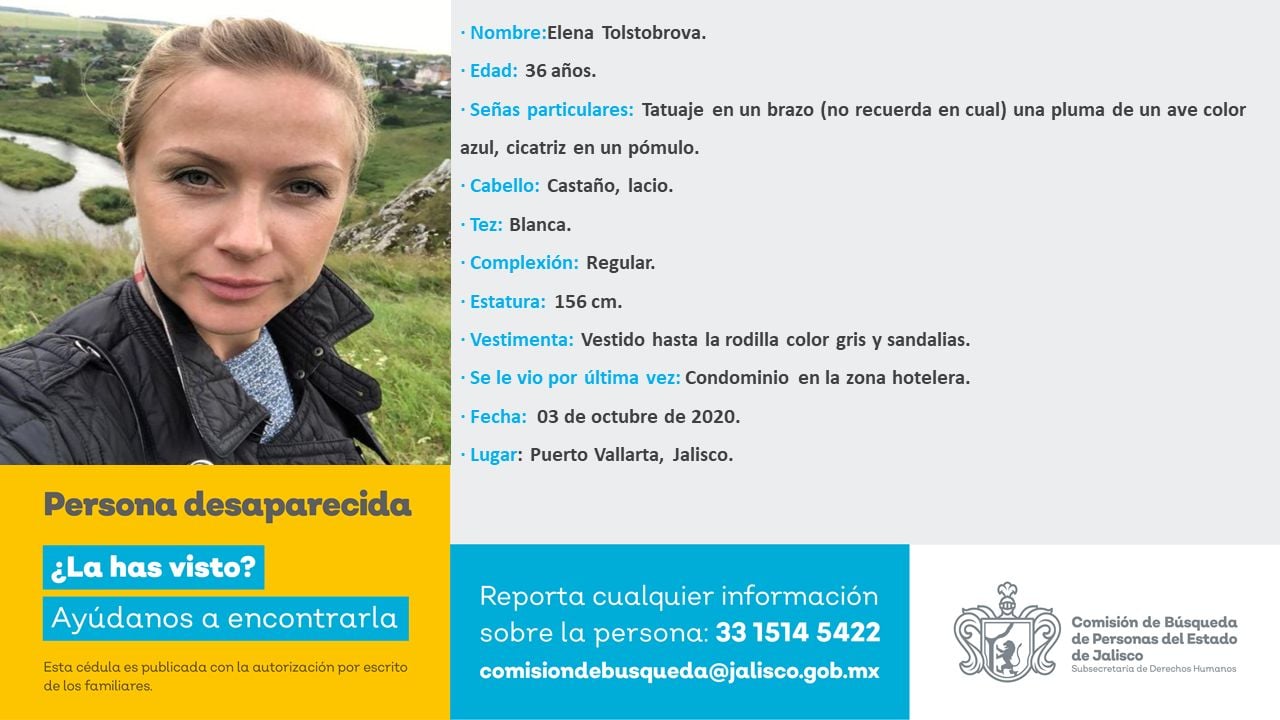 · Nombre:Elena Tolstobrova.
· Edad: 36 años.
· Señas particulares: Tatuaje en un brazo (no recuerda en cual) una pluma de un ave color
azul, cicatriz en un pómulo.
· Cabello: Castaño, lacio.
· Tez: Blanca.
· Complexión: Regular.
· Estatura: 156 cm.
· Vestimenta: Vestido hasta la rodilla color gris y sandalias.
· Se le vio por última vez: Condominio en la zona hotelera.
· Fecha: 03 de octubre de 2020.
· Lugar: Puerto Vallarta, Jalisco.
Persona desaparecida
¿La has visto?
Ayúdanos a encontrarla
Esta cédula es publicada con la autorización por escrito
de los familiares.
Reporta cualquier información
sobre la persona: 33 1514 5422
comisiondebusqueda@jalisco.gob.mx
Comisión de Búsqueda
de Personas del Estado
de Jalisco
Subsecretaría de Derechos Humanos